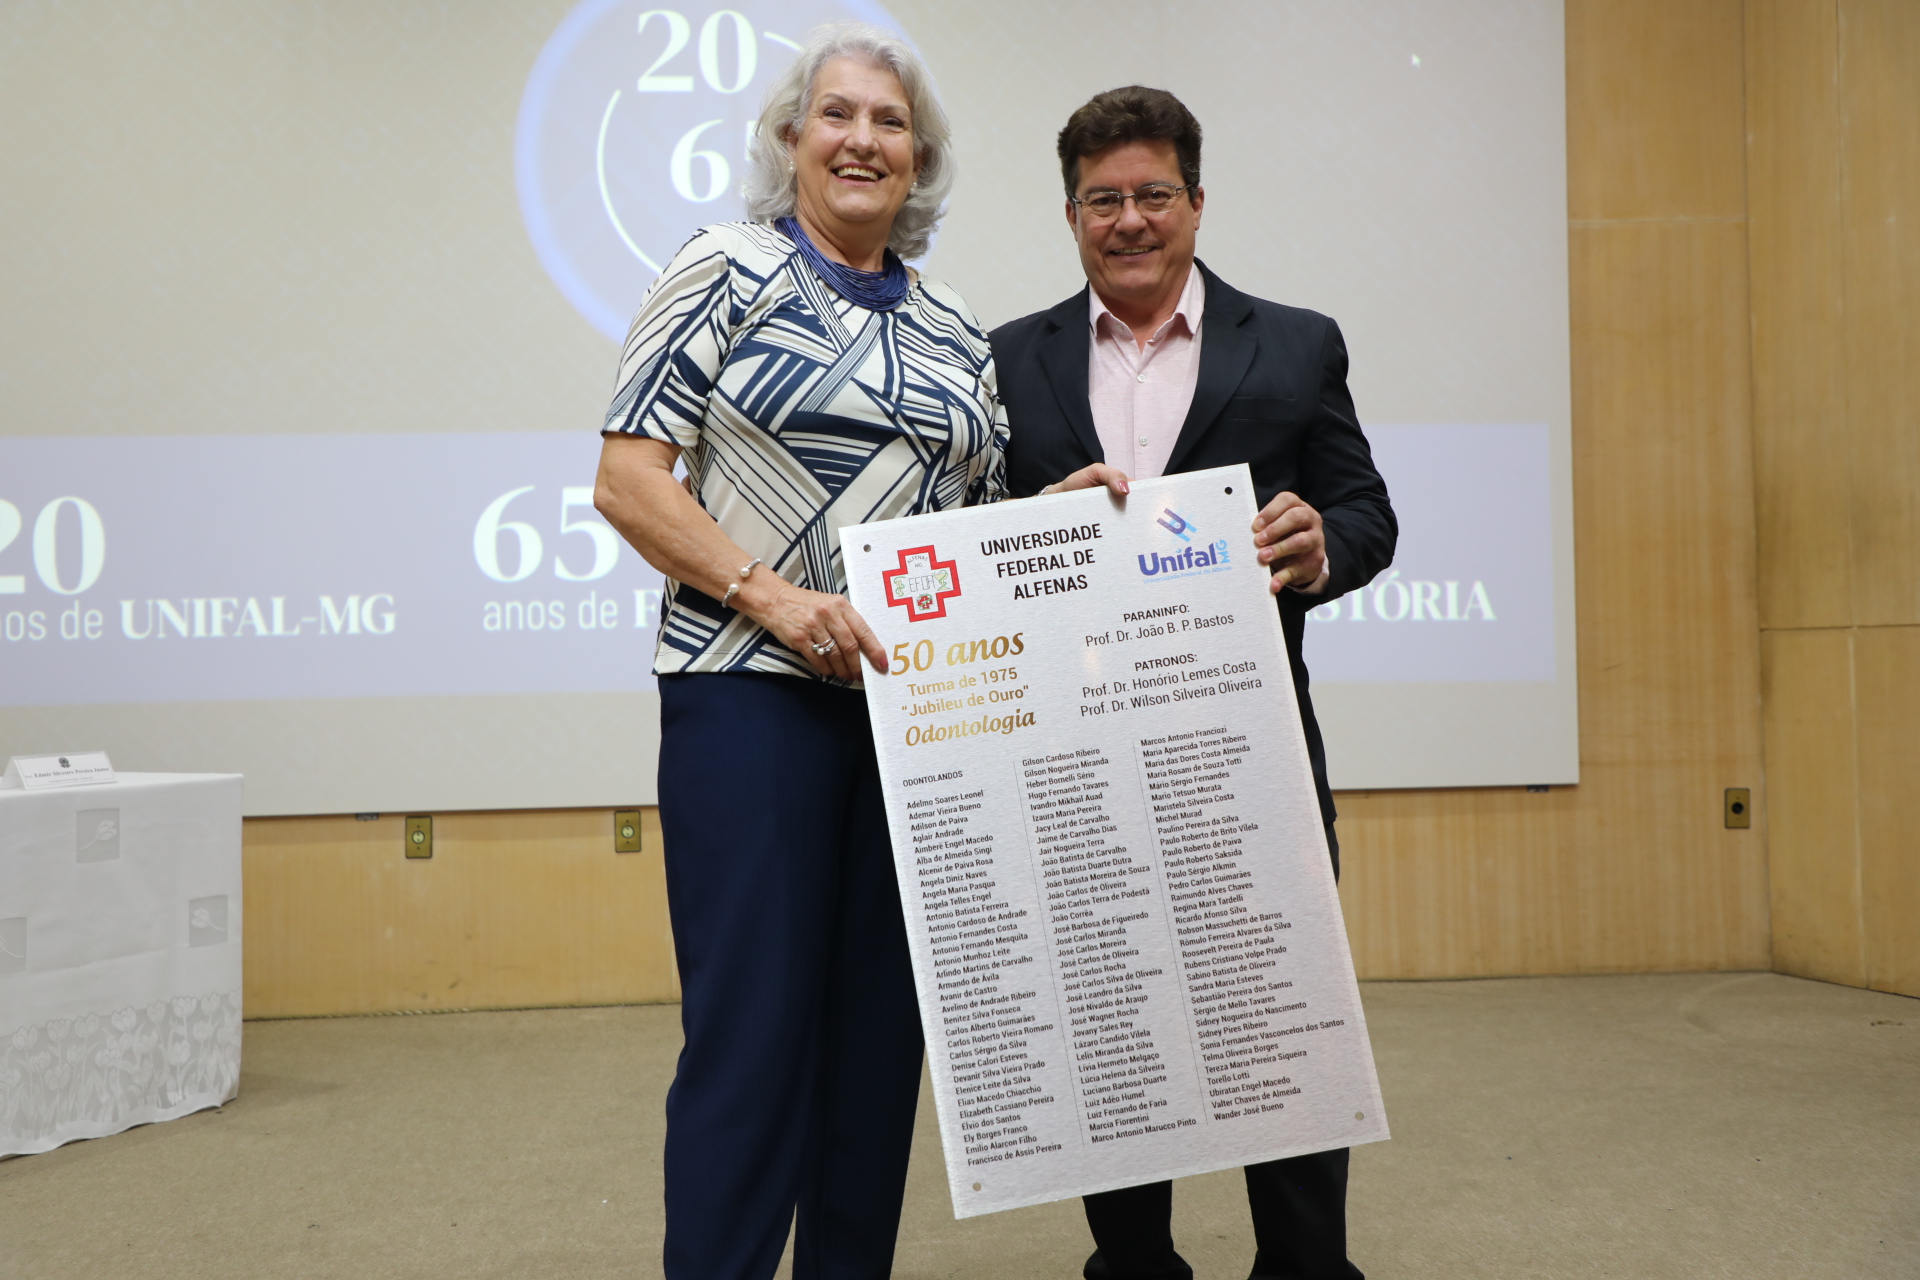 20
65
20
anos de UNIFAL-MG
65
anos de F
STÓRIA
Edmêr Silvestre Pereira Júnior
ALFENAS
MG
EFOA
UNIVERSIDADE
FEDERAL DE
ALFENAS
Unifal MG
Universidade Federal de Alfenas
50 anos
Turma de 1975
"Jubileu de Ouro"
Odontologia
PARANINFO:
Prof. Dr. João B. P. Bastos
PATRONOS:
Prof. Dr. Honório Lemes Costa
Prof. Dr. Wilson Silveira Oliveira
ODONTOLANDOS
Adelmo Soares Leonel
Ademar Vieira Bueno
Adilson de Paiva
Aglair Andrade
Aimberê Engel Macedo
Alba de Almeida Singi
Alcenir de Paiva Rosa
Angela Diniz Naves
Angela Maria Pasqua
Angela Telles Engel
Antonio Batista Ferreira
Antonio Cardoso de Andrade
Antonio Fernandes Costa
Antonio Fernando Mesquita
Antonio Munhoz Leite
Arlindo Martins de Carvalho
Armando de Ávila
Avanir de Castro
Avelino de Andrade Ribeiro
Benitez Silva Fonseca
Carlos Alberto Guimarães
Carlos Roberto Vieira Romano
Carlos Sérgio da Silva
Denise Calori Esteves
Devanir Silva Vieira Prado
Elenice Leite da Silva
Elias Macedo Chiacchio
Elizabeth Cassiano Pereira
Elvio dos Santos
Ely Borges Franco
Emilio Alarcon Filho
Francisco de Assis Pereira
Gilson Cardoso Ribeiro
Gilson Nogueira Miranda
Heber Bornelli Sério
Hugo Fernando Tavares
Ivandro Mikhail Auad
Izaura Maria Pereira
Jacy Leal de Carvalho
Jaime de Carvalho Dias
Jair Nogueira Terra
João Batista de Carvalho
João Batista Duarte Dutra
João Batista Moreira de Souza
João Carlos de Oliveira
João Carlos Terra de Podestà
João Corrêa
José Barbosa de Figueiredo
José Carlos Miranda
José Carlos Moreira
José Carlos de Oliveira
José Carlos Rocha
José Carlos Silva de Oliveira
José Leandro da Silva
José Nivaldo de Araujo
José Wagner Rocha
Jovany Sales Rey
Lázaro Candido Vilela
Lelis Miranda da Silva
Livia Hermeto Melgaço
Lúcia Helena da Silveira
Luciano Barbosa Duarte
Luiz Adéo Humel
Luiz Fernando de Faria
Marcia Fiorentini
Marco Antonio Marucco Pinto
Marcos Antonio Franciozi
Maria Aparecida Torres Ribeiro
Maria das Dores Costa Almeida
Maria Rosani de Souza Totti
Mário Sérgio Fernandes
Mario Tetsuo Murata
Maristela Silveira Costa
Michel Murad
Paulino Pereira da Silva
Paulo Roberto de Brito Vilela
Paulo Roberto de Paiva
Paulo Roberto Saksida
Paulo Sérgio Alkmin
Pedro Carlos Guimarães
Raimundo Alves Chaves
Regina Mara Tardelli
Ricardo Afonso Silva
Robson Massuchetti de Barros
Rômulo Ferreira Alvares da Silva
Roosevelt Pereira de Paula
Rubens Cristiano Volpe Prado
Sabino Batista de Oliveira
Sandra Maria Esteves
Sebastião Pereira dos Santos
Sérgio de Mello Tavares
Sidney Nogueira do Nascimento
Sidney Pires Ribeiro
Sonia Fernandes Vasconcelos dos Santos
Telma Oliveira Borges
Tereza Maria Pereira Siqueira
Torello Lotti
Ubiratan Engel Macedo
Valter Chaves de Almeida
Wander José Bueno